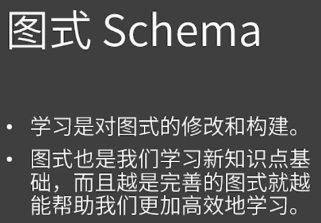 图式 Schema
• 学习是对图式的修改和构建。
• 图式也是我们学习新知识点基
础，而且越是完善的图式就越
能帮助我们更加高效地学习。